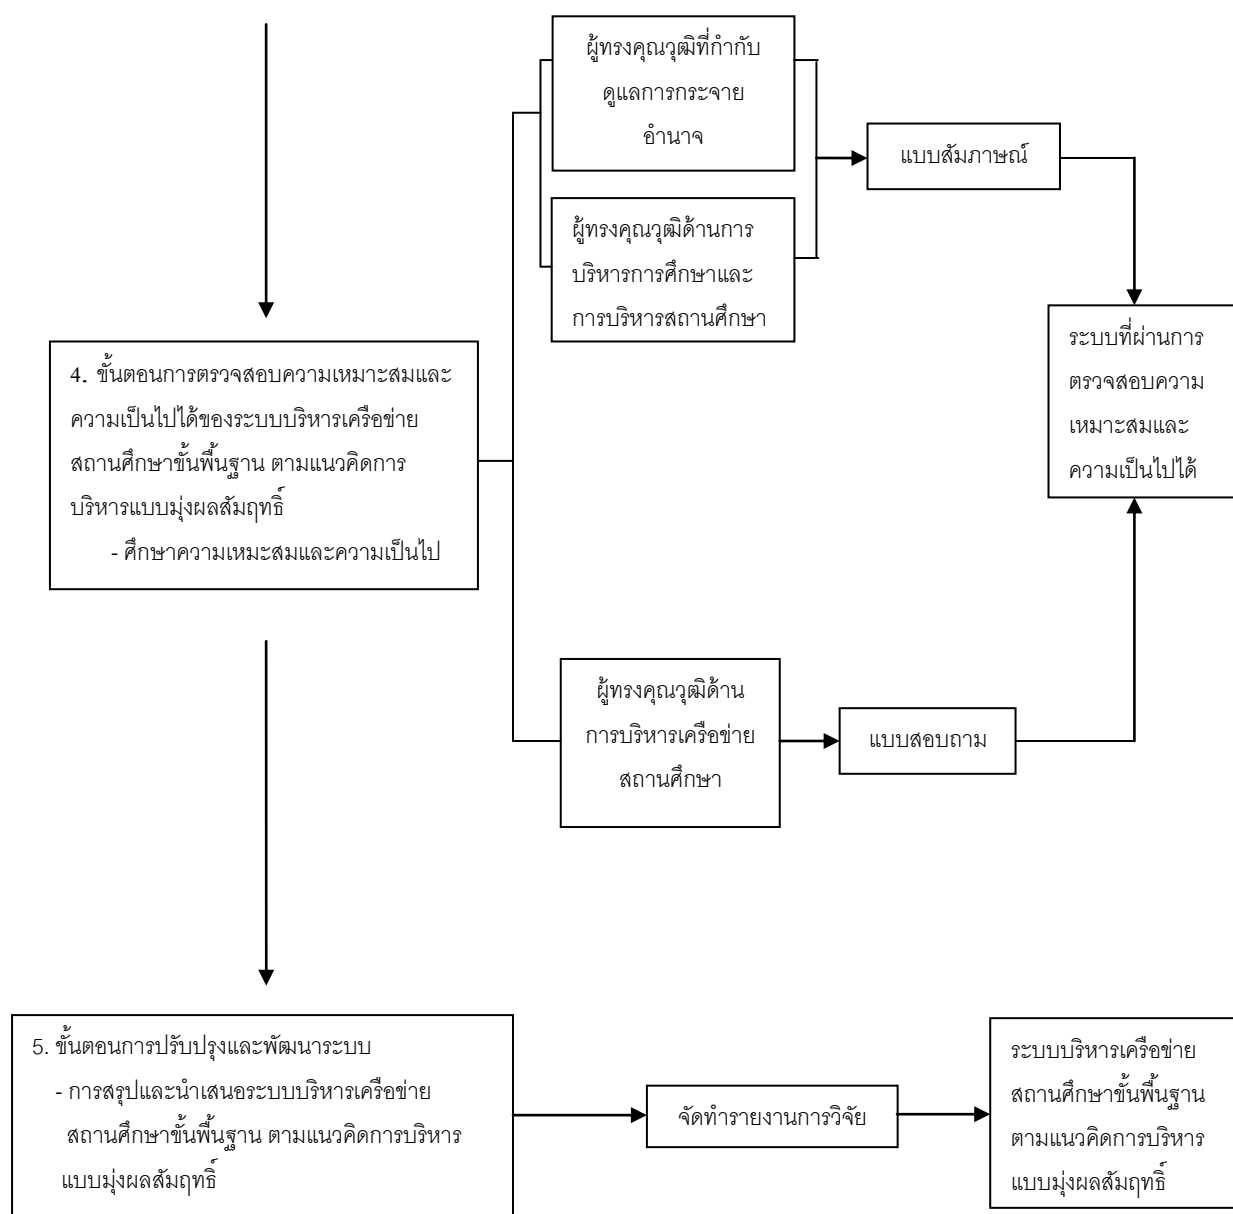 ผู้ทรงคุณวุฒิที่กำกับ
ดูแลการกระจาย
อำนาจ
แบบสัมภาษณ์
ผู้ทรงคุณวุฒิด้านการ
บริหารการศึกษาและ
การบริหารสถานศึกษา
ระบบที่ผ่านการ
ตรวจสอบความ
เหมาะสมและ
ความเป็นไปได้
4. ขั้นตอนการตรวจสอบความเหมาะสมและ
ความเป็นไปได้ของระบบบริหารเครือข่าย
สถานศึกษาขั้นพื้นฐาน ตามแนวคิดการ
บริหารแบบมุ่งผลสัมฤทธิ์
- ศึกษาความเหมะสมและความเป็นไป
ผู้ทรงคุณวุฒิด้าน
การบริหารเครือข่าย
สถานศึกษา
แบบสอบถาม
5. ขั้นตอนการปรับปรุงและพัฒนาระบบ
- การสรุปและนำเสนอระบบบริหารเครือข่าย
สถานศึกษาขั้นพื้นฐาน ตามแนวคิดการบริหาร
แบบมุ่งผลสัมฤทธิ์
จัดทำรายงานการวิจัย
ระบบบริหารเครือข่าย
สถานศึกษาขั้นพื้นฐาน
ตามแนวคิดการบริหาร
แบบมุ่งผลสัมฤทธิ์